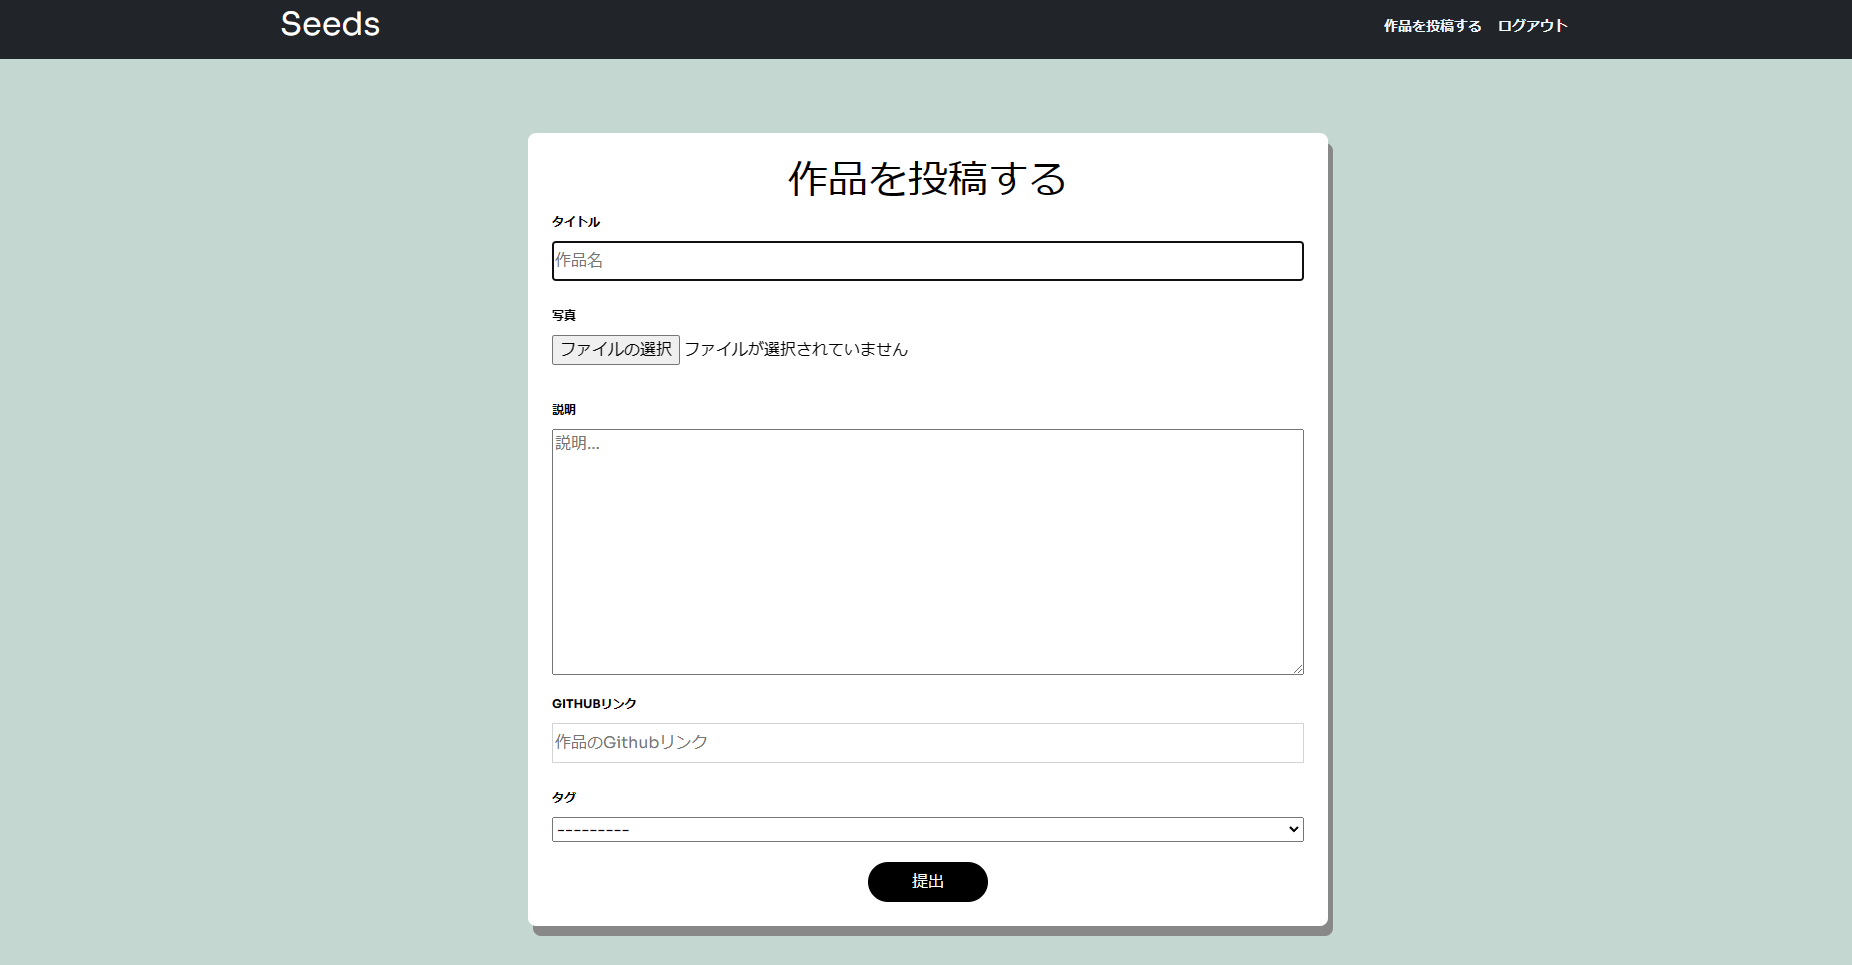 Seeds
作品を投稿する ログアウト
作品を投稿する
タイトル
作品名
写真
ファイルの選択 ファイルが選択されていません
説明
説明...
GITHUBリンク
作品のGithubリンク
タグ
---------
提出